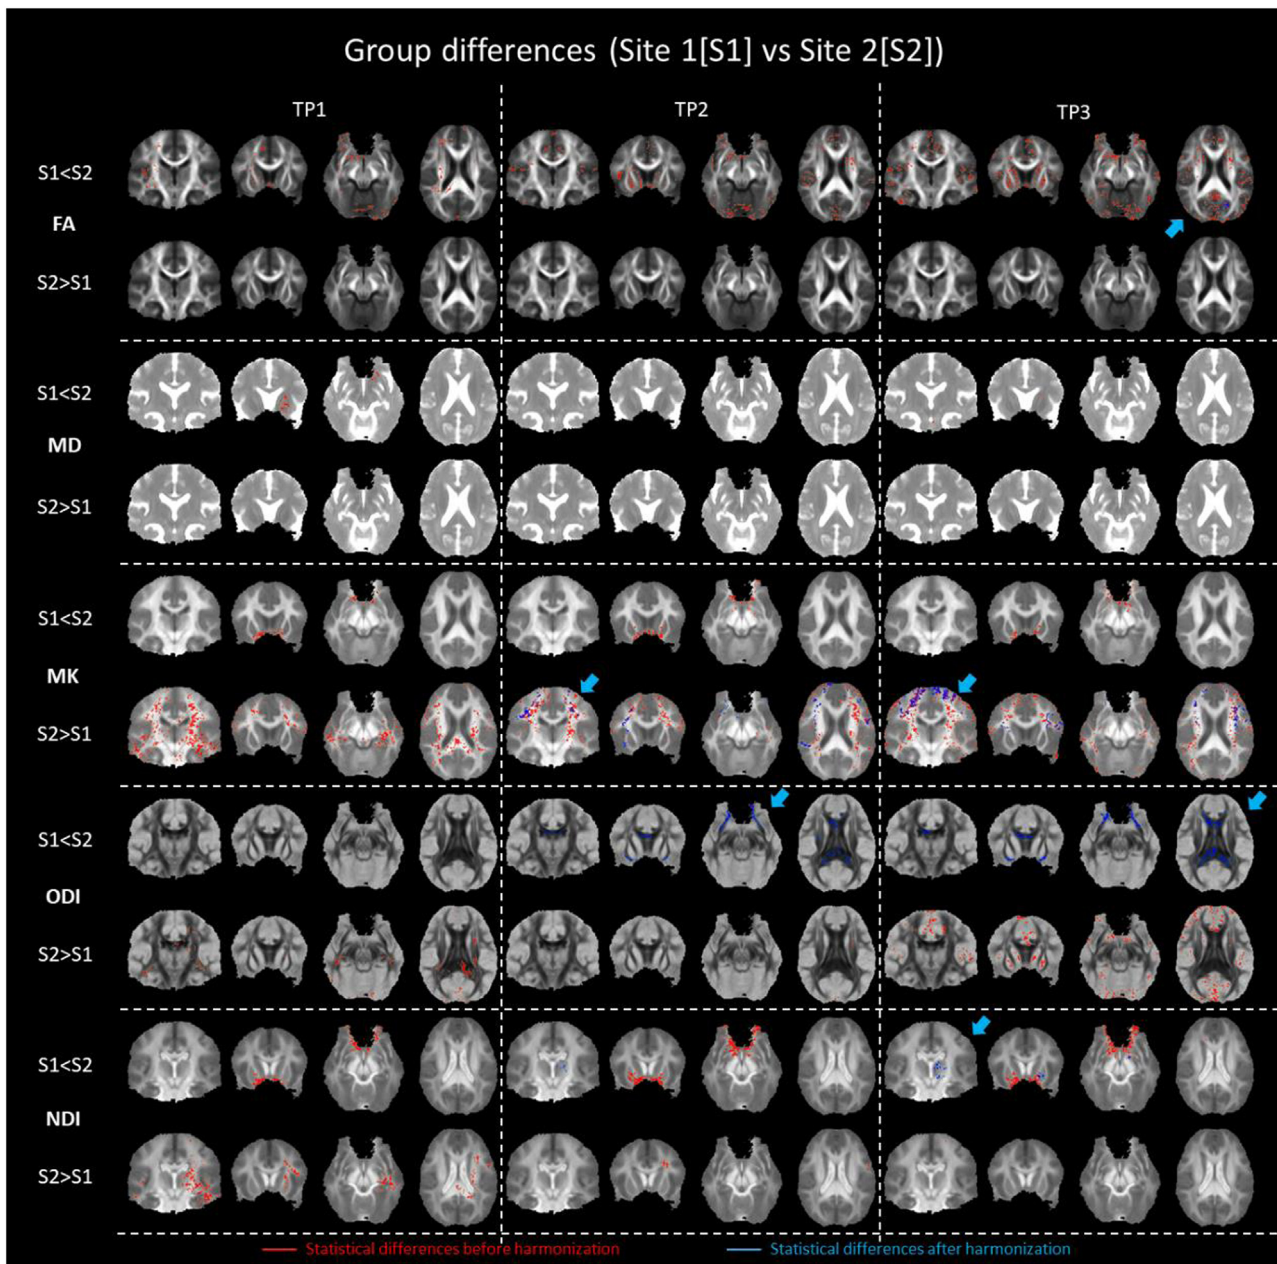 Group differences (Site 1[S1] vs Site 2[S2])
TP1 TP2 TP3
S1<S2
FA
S2>S1
S1<S2
MD
S2>S1
S1<S2
MK
S2>S1
S1<S2
ODI
S2>S1
S1<S2
NDI
S2>S1
Statistical differences before harmonization Statistical differences after harmonization